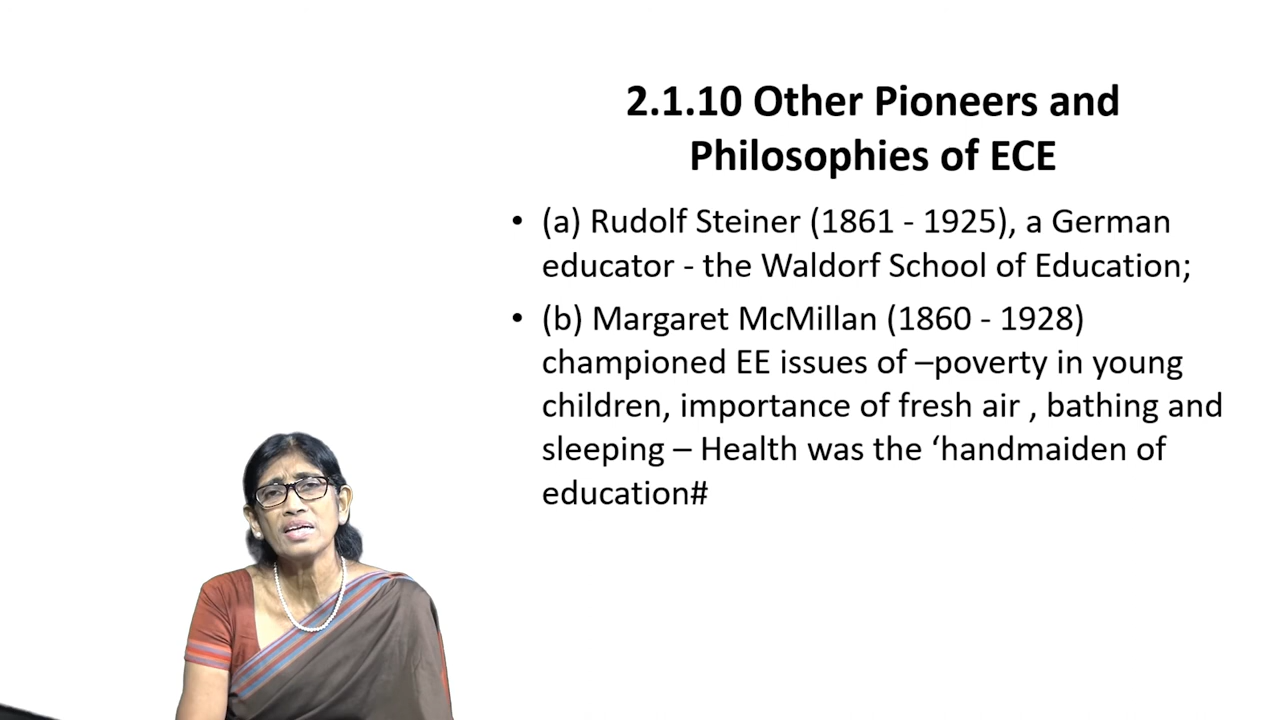 2.1.10 Other Pioneers and
Philosophies of ECE
• (a) Rudolf Steiner (1861 - 1925), a German
educator - the Waldorf School of Education;
• (b) Margaret McMillan (1860 - 1928)
championed EE issues of –poverty in young
children, importance of fresh air , bathing and
sleeping – Health was the ‘handmaiden of
education#